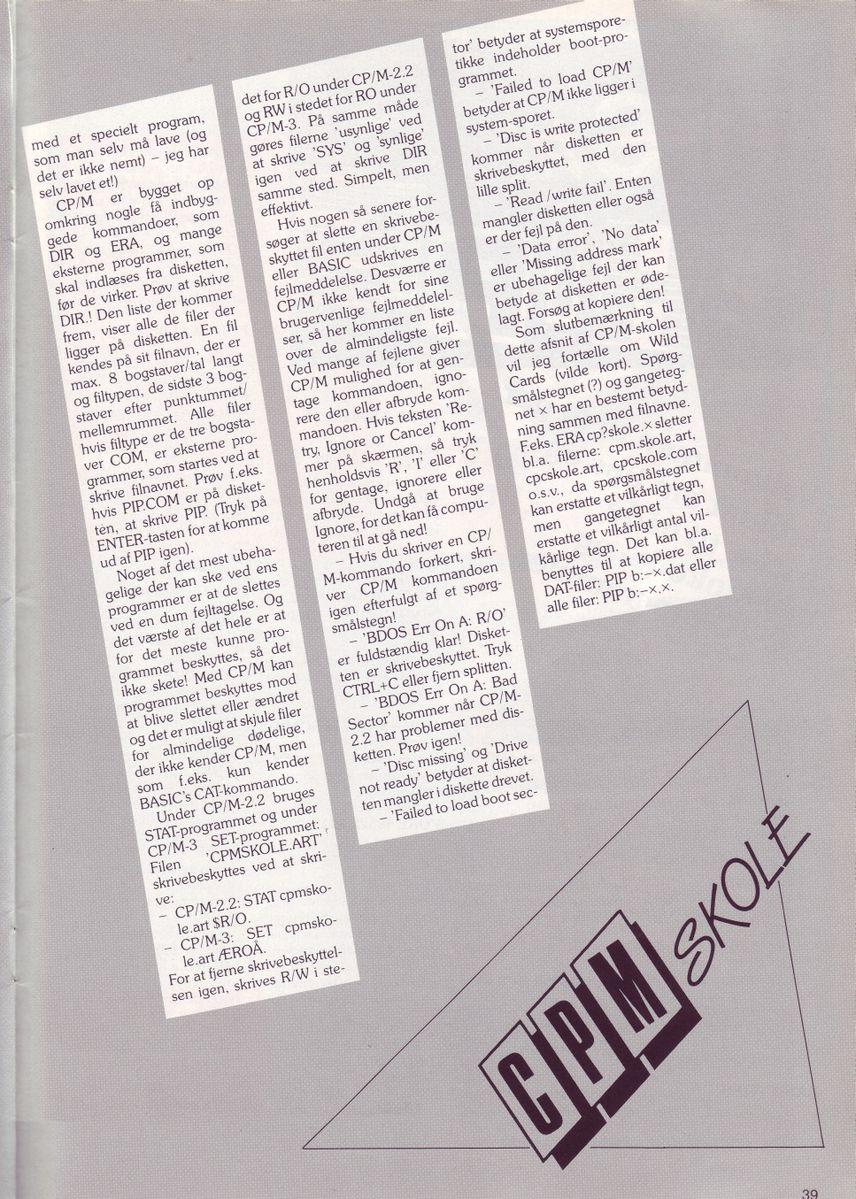 med et specielt program,
som man selv må lave (og
det er ikke nemt) – jeg har
selv lavet et!)
CP/M er bygget op
omkring nogle få indbyg-
gede kommandoer, som
DIR og ERA, og mange
eksterne programmer, som
skal indlæses fra disketten,
før de virker. Prøv at skrive
DIR.! Den liste der kommer
frem, viser alle de filer der
ligger på disketten. En fil
kendes på sit filnavn, der er
max. 8 bogstaver/tal langt
og filtypen, de sidste 3 bog-
staver efter punktummet/
mellemrummet. Alle filer
hvis filtype er de tre bogsta-
ver COM, er eksterne pro-
grammer, som startes ved at
skrive filnavnet. Prøv f.eks.
hvis PIP.COM er på disket-
ten, at skrive PIP. (Tryk på
ENTER-tasten for at komme
ud af PIP igen).
Noget af det mest ubeha-
gelige der kan ske ved ens
programmer er at de slettes
ved en dum fejltagelse. Og
det værste af det hele er at
for det meste kunne pro-
grammet beskyttes, så det
ikke skete! Med CP/M kan
programmet beskyttes mod
at blive slettet eller ændret
og det er muligt at skjule filer
for almindelige dødelige,
der ikke kender CP/M, men
som f.eks. kun kender
BASIC's CAT-kommando.
Under CP/M-2.2 bruges
STAT-programmet og under
CP/M-3 SET-programmet:
Filen 'CPMSKOLE.ART'
skrivebeskyttes ved at skri-
ve:
– CP/M-2.2: STAT cpmsko-
le.art $R/O.
– CP/M-3: SET cpmsko-
le.art ÆROÅ.
For at fjerne skrivebeskyttel-
sen igen, skrives R/W i ste-
det for R/O under CP/M-2.2
og RW i stedet for RO under
CP/M-3. På samme måde
gøres filerne 'usynlige' ved
at skrive 'SYS' og 'synlige'
igen ved at skrive DIR
samme sted. Simpelt, men
effektivt.
Hvis nogen så senere for-
søger at slette en skrivebe-
skyttet fil enten under CP/M
eller BASIC udskrives en
fejlmeddelelse. Desværre er
CP/M ikke kendt for sine
brugervenlige fejlmeddelel-
ser, så her kommer en liste
over de almindeligste fejl.
Ved mange af fejlene giver
CP/M mulighed for at gen-
tage kommandoen, igno-
rere den eller afbryde kom-
mandoen. Hvis teksten 'Re-
try, Ignore or Cancel' kom-
mer på skærmen, så tryk
henholdsvis 'R', 'I' eller 'C'
for gentage, ignorere eller
afbryde. Undgå at bruge
Ignore, for det kan få compu-
teren til at gå ned!
– Hvis du skriver en CP/
M-kommando forkert, skri-
ver CP/M kommandoen
igen efterfulgt af et spørg-
smålstegn!
– 'BDOS Err On A: R/O'
er fuldstændig klar! Disket-
ten er skrivebeskyttet. Tryk
CTRL+C eller fjern splitten.
– 'BDOS Err On A: Bad
Sector' kommer når CP/M-
2.2 har problemer med dis-
ketten. Prøv igen!
– 'Disc missing' og 'Drive
not ready' betyder at disket-
ten mangler i diskette drevet.
– 'Failed to load boot sec-
tor' betyder at systemspore-
tikke indeholder boot-pro-
grammet.
– 'Failed to load CP/M'
betyder at CP/M ikke ligger i
system-sporet.
– 'Disc is write protected'
kommer når disketten er
skrivebeskyttet, med den
lille split.
– 'Read /write fail'. Enten
mangler disketten eller også
er der fejl på den.
– 'Data error', 'No data'
eller 'Missing address mark'
er ubehagelige fejl der kan
betyde at disketten er øde-
lagt. Forsøg at kopiere den!
Som slutbemærkning til
dette afsnit af CP/M-skolen
vil jeg fortælle om Wild
Cards (vilde kort). Spørg-
smålstegnet (?) og gangeteg-
net × har en bestemt betyd-
ning sammen med filnavne.
F.eks. ERA cp?skole.× sletter
bl.a. filerne: cpm.skole.art,
cpcskole.art, cpcskole.com
o.s.v., da spørgsmålstegnet
kan erstatte et vilkårligt tegn,
men gangetegnet kan
erstatte et vilkårligt antal vil-
kårlige tegn. Det kan bl.a.
benyttes til at kopiere alle
DAT-filer: PIP b:–×.dat eller
alle filer: PIP b:–×.×.
CPM SKOLE
39